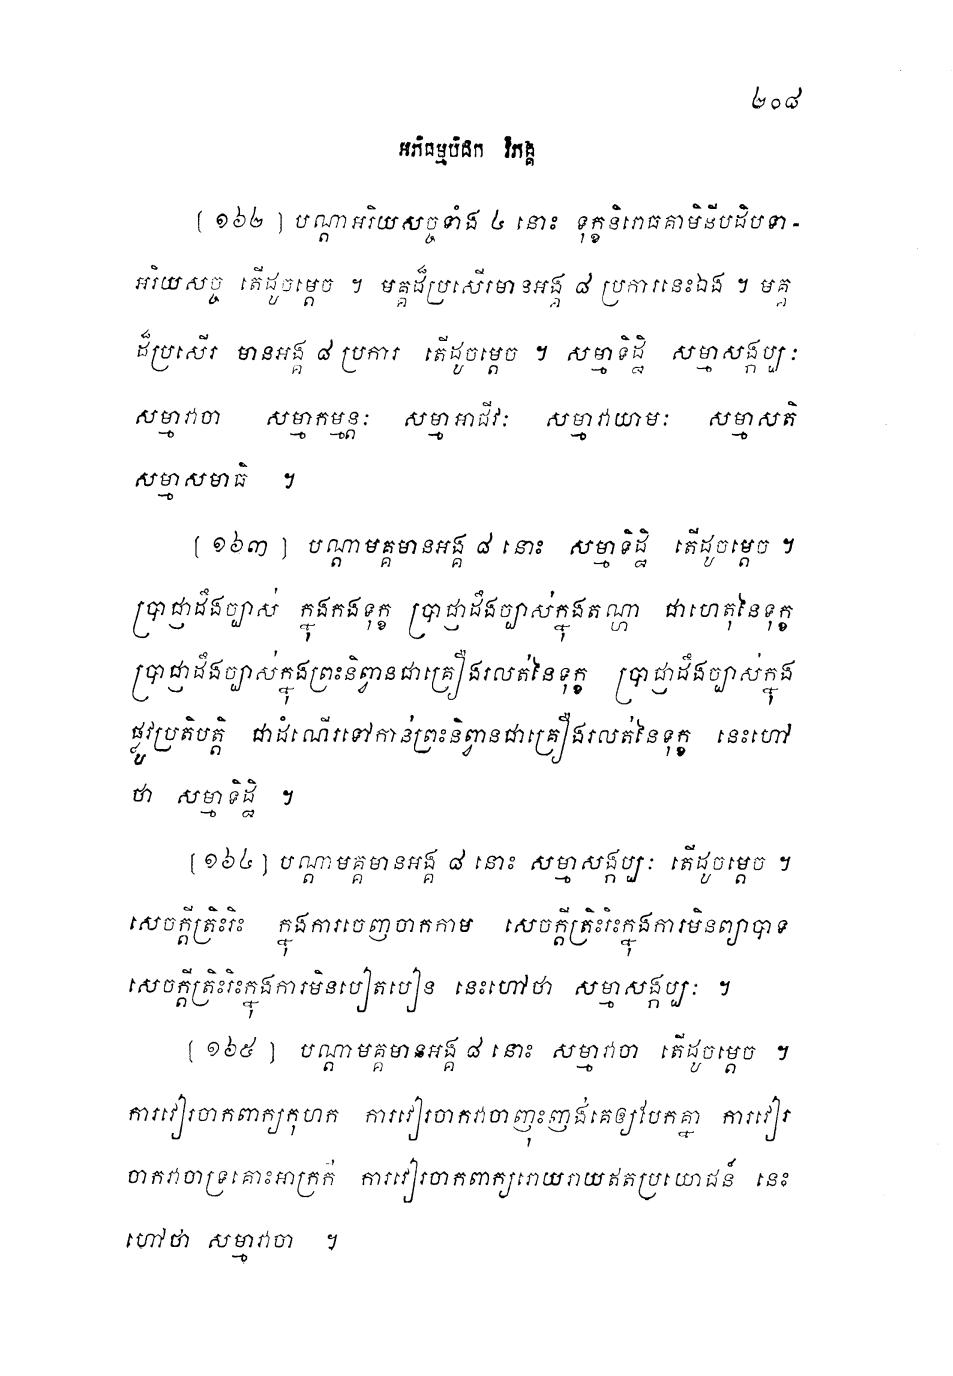 ២០៨
អភិធម្មបិដក វិភង្គ
[១៦២] បណ្តាអរិយសច្ចទាំង ៤ នោះ ទុក្ខនិរោធគាមិនីបដិបទា-
អរិយសច្ច តើដូចម្តេច ។ មគ្គដ៏ប្រសើរមានអង្គ ៨ ប្រការនេះឯង ។ មគ្គ
ដ៏ប្រសើរ មានអង្គ ៨ ប្រការ តើដូចម្តេច ។ សម្មាទិដ្ឋិ សម្មាសង្កប្បៈ
សម្មាវាចា សម្មាកម្មន្តៈ សម្មាអាជីវៈ សម្មាវាយាមៈ សម្មាសតិ
សម្មាសមាធិ ។
[១៦៣] បណ្តាមគ្គមានអង្គ ៨ នោះ សម្មាទិដ្ឋិ តើដូចម្តេច ។
ប្រាជ្ញាដឹងច្បាស់ ក្នុងកងទុក្ខ ប្រាជ្ញាដឹងច្បាស់ក្នុងតណ្ហា ជាហេតុនៃទុក្ខ
ប្រាជ្ញាដឹងច្បាស់ក្នុងព្រះនិព្វានជាគ្រឿងរលត់នៃទុក្ខ ប្រាជ្ញាដឹងច្បាស់ក្នុង
ផ្លូវប្រតិបត្តិ ជាដំណើរទៅកាន់ព្រះនិព្វានជាគ្រឿងរលត់នៃទុក្ខ នេះហៅ
ថា សម្មាទិដ្ឋិ ។
[១៦៤] បណ្តាមគ្គមានអង្គ ៨ នោះ សម្មាសង្កប្បៈ តើដូចម្តេច ។
សេចក្តីត្រិះរិះ ក្នុងការចេញចាកកាម សេចក្តីត្រិះរិះក្នុងការមិនព្យាបាទ
សេចក្តីត្រិះរិះក្នុងការមិនបៀតបៀន នេះហៅថា សម្មាសង្កប្បៈ ។
[១៦៥] បណ្តាមគ្គមានអង្គ ៨ នោះ សម្មាវាចា តើដូចម្តេច ។
ការវៀរចាកពាក្យកុហក ការវៀរចាកវាចាញុះញង់គេឲ្យបែកគ្នា ការវៀរ
ចាកវាចាទ្រគោះអាក្រក់ ការវៀរចាកពាក្យរោយរាយឥតប្រយោជន៍ នេះ
ហៅថា សម្មាវាចា ។